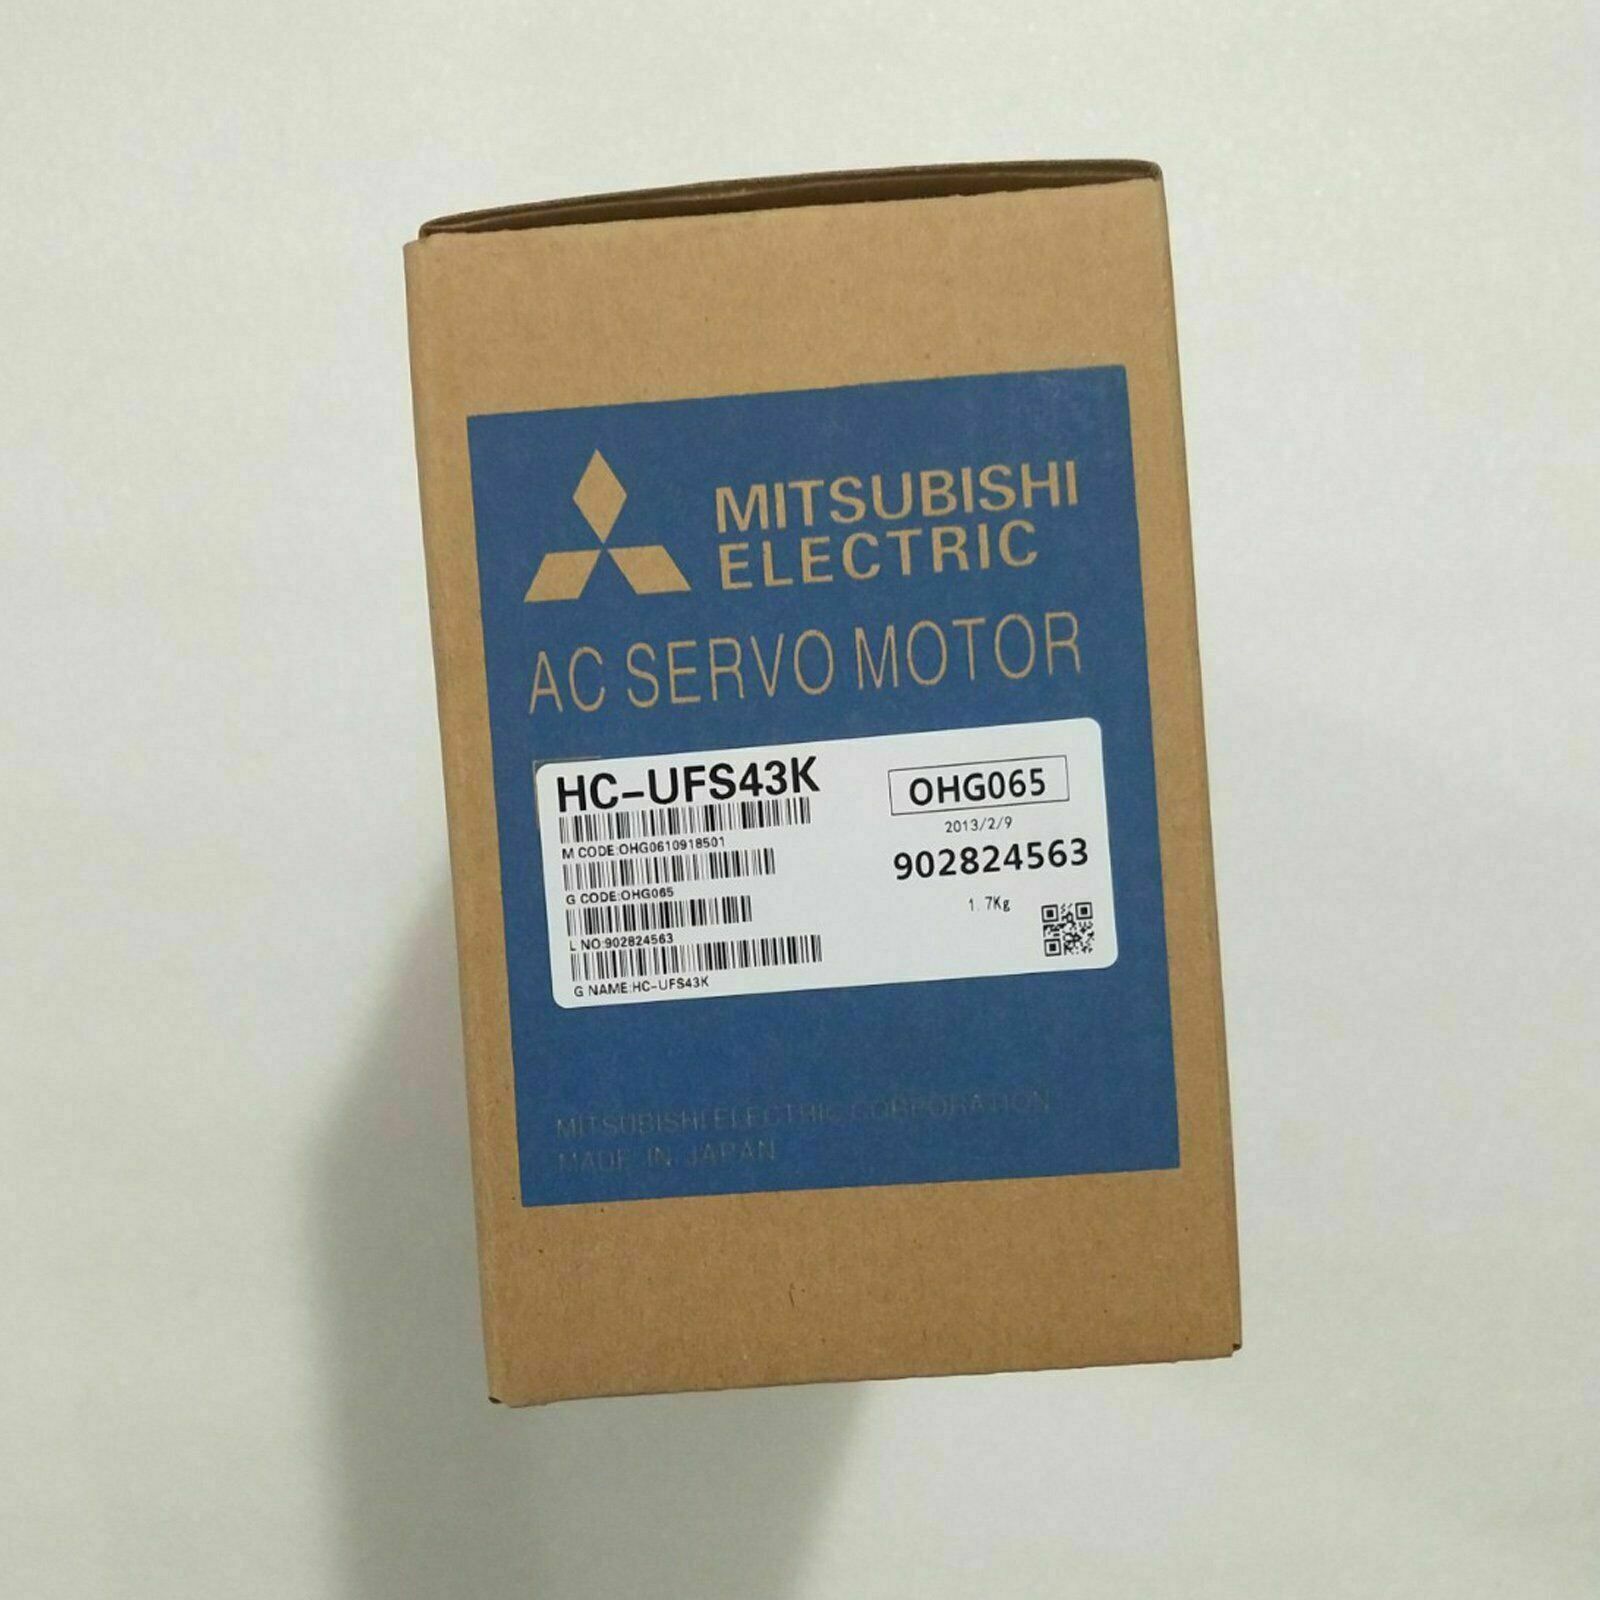 MITSUBISHI
ELECTRIC
AC SERVO MOTOR
HC-UFS43K
OHG065
2013/2/9
M CODE:OHG0610918501
902824563
G CODE:OHG065
1.7Kg
L NO:902824563
G NAME:HC-UFS43K
MITSUBISHI ELECTRIC CORPORATION
MADE IN JAPAN